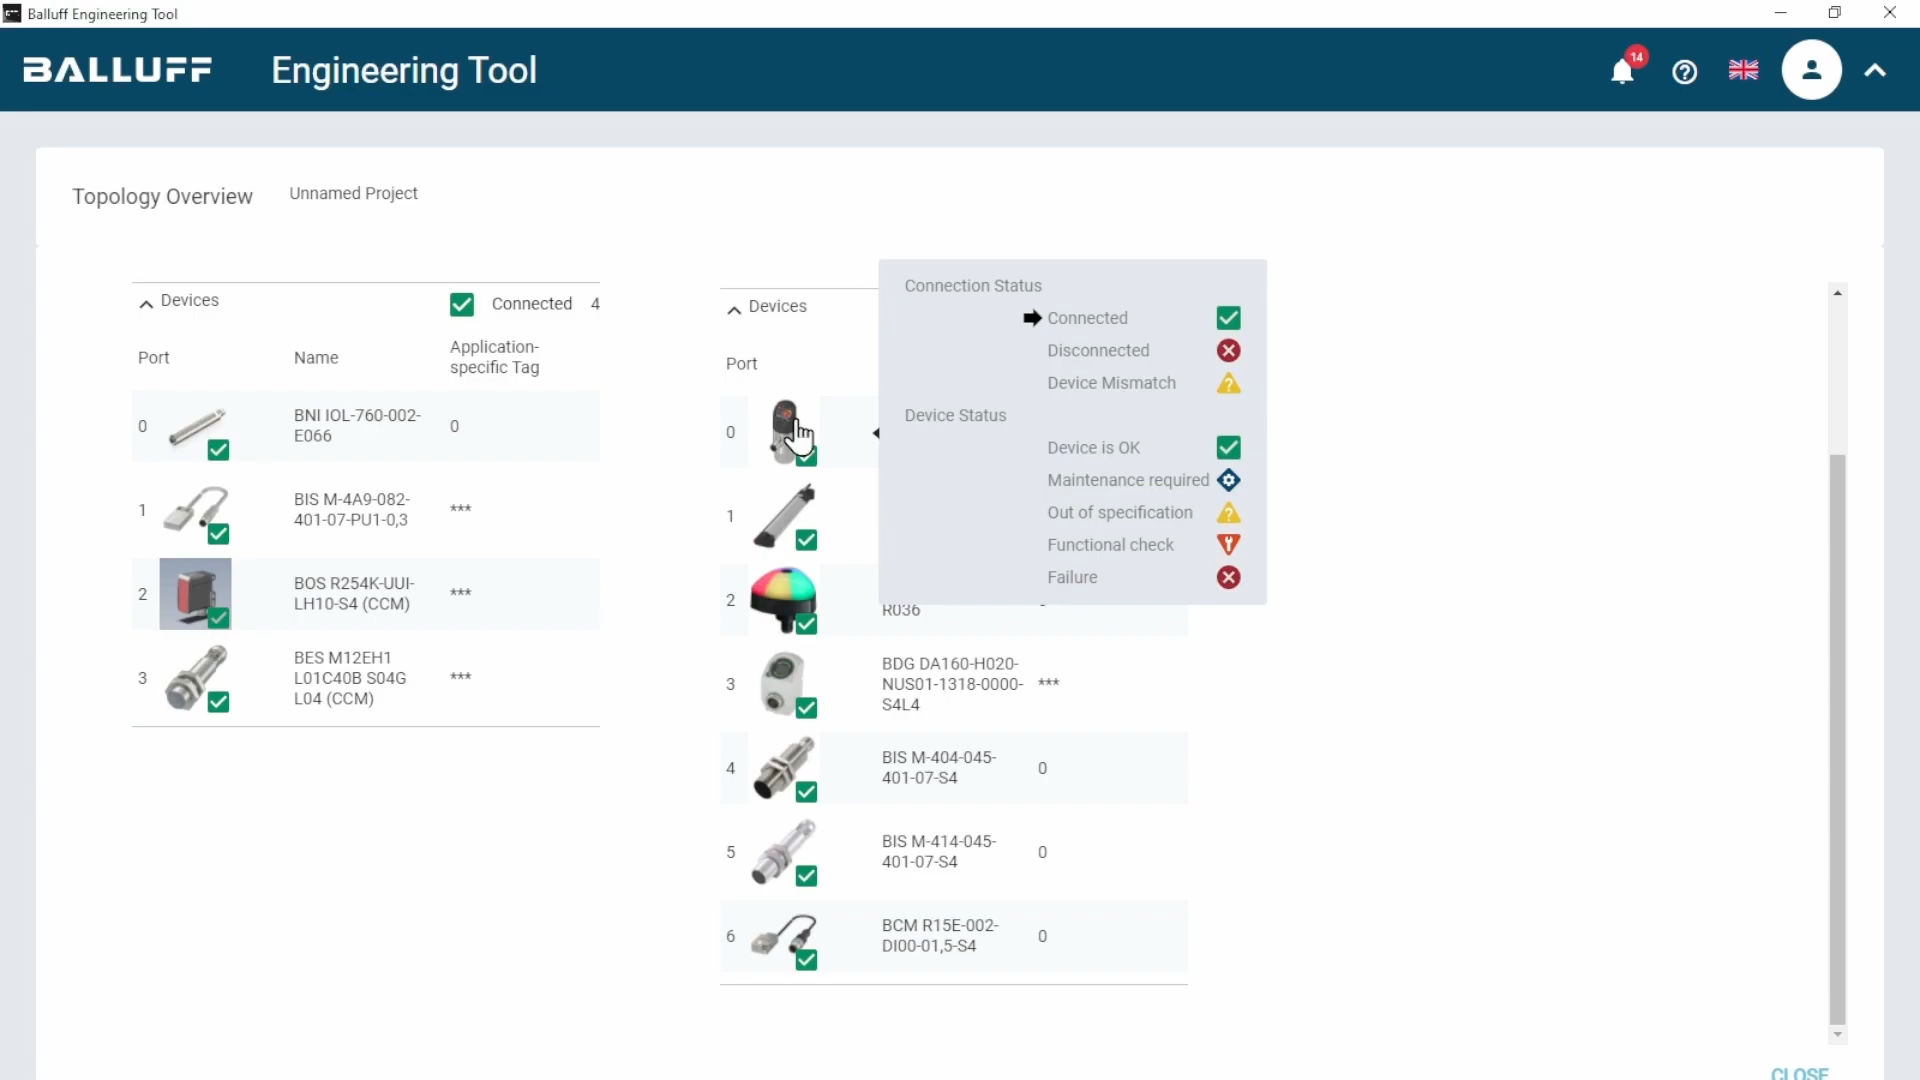 Balluff Engineering Tool
BALLUFF
Engineering Tool
14
Topology Overview
Unnamed Project
Devices
Connected 4
Port
Name
Application-
specific Tag
0
BNI IOL-760-002-
E066
0
1
BIS M-4A9-082-
401-07-PU1-0,3
***
2
BOS R254K-UUI-
LH10-S4 (CCM)
***
3
BES M12EH1
L01C40B S04G
L04 (CCM)
***
Devices
Port
0
1
2
R036
3
BDG DA160-H020-
NUS01-1318-0000-
S4L4
***
4
BIS M-404-045-
401-07-S4
0
5
BIS M-414-045-
401-07-S4
0
6
BCM R15E-002-
DI00-01,5-S4
0
Connection Status
Connected
Disconnected
Device Mismatch
Device Status
Device is OK
Maintenance required
Out of specification
Functional check
Failure
CLOSE